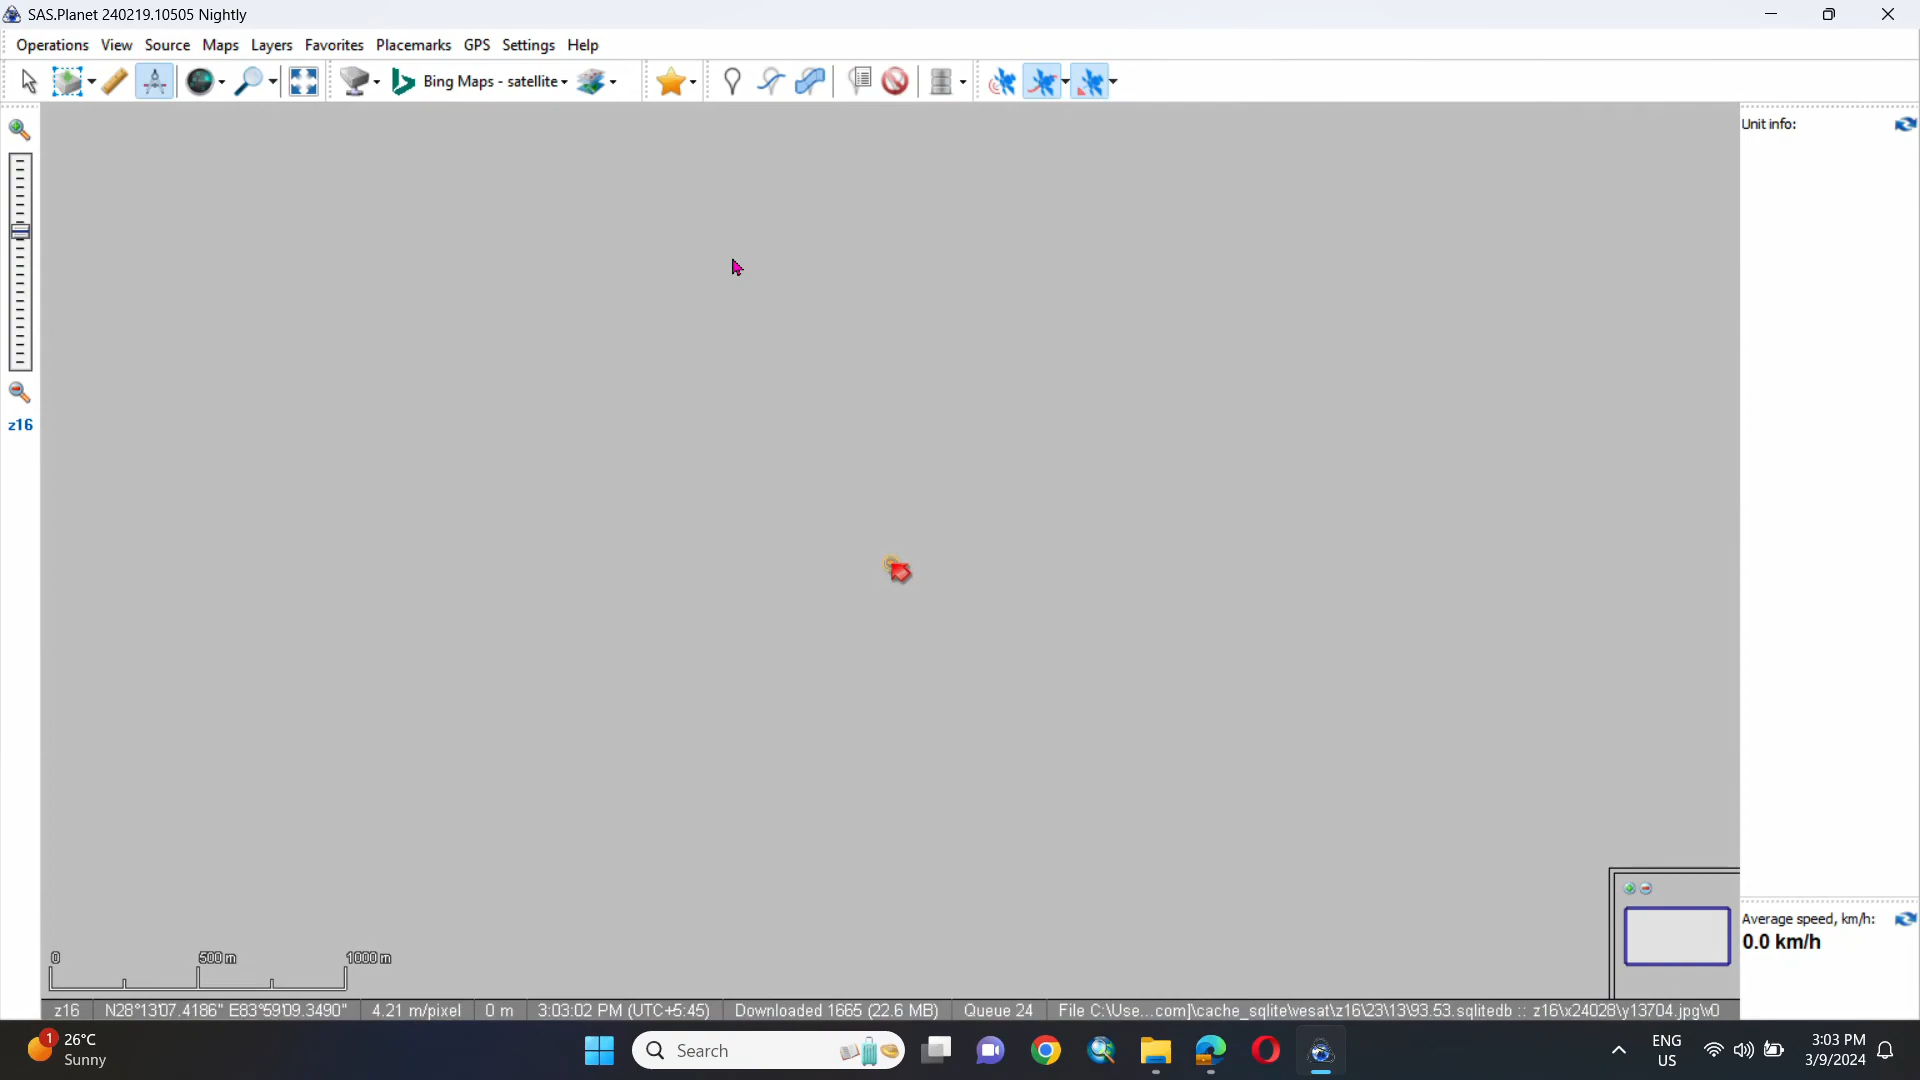 SAS.Planet 240219.10505 Nightly
Operations View Source Maps Layers Favorites Placemarks GPS Settings Help
Bing Maps - satellite
Unit info:
z16
Average speed, km/h:
0.0 km/h
0 500 m 1000 m
z16 N28°13'07.4186" E83°59'09.3490" 4.21 m/pixel 0 m 3:03:02 PM (UTC+5:45) Downloaded 1665 (22.6 MB) Queue 24 File C:\Use...com]\cache_sqlite\vesat\z16\23\13\93.53.sqlitedb :: z16\x24028\y13704.jpg\v0
1
26°C
Sunny
Search
ENG
US
3:03 PM
3/9/2024